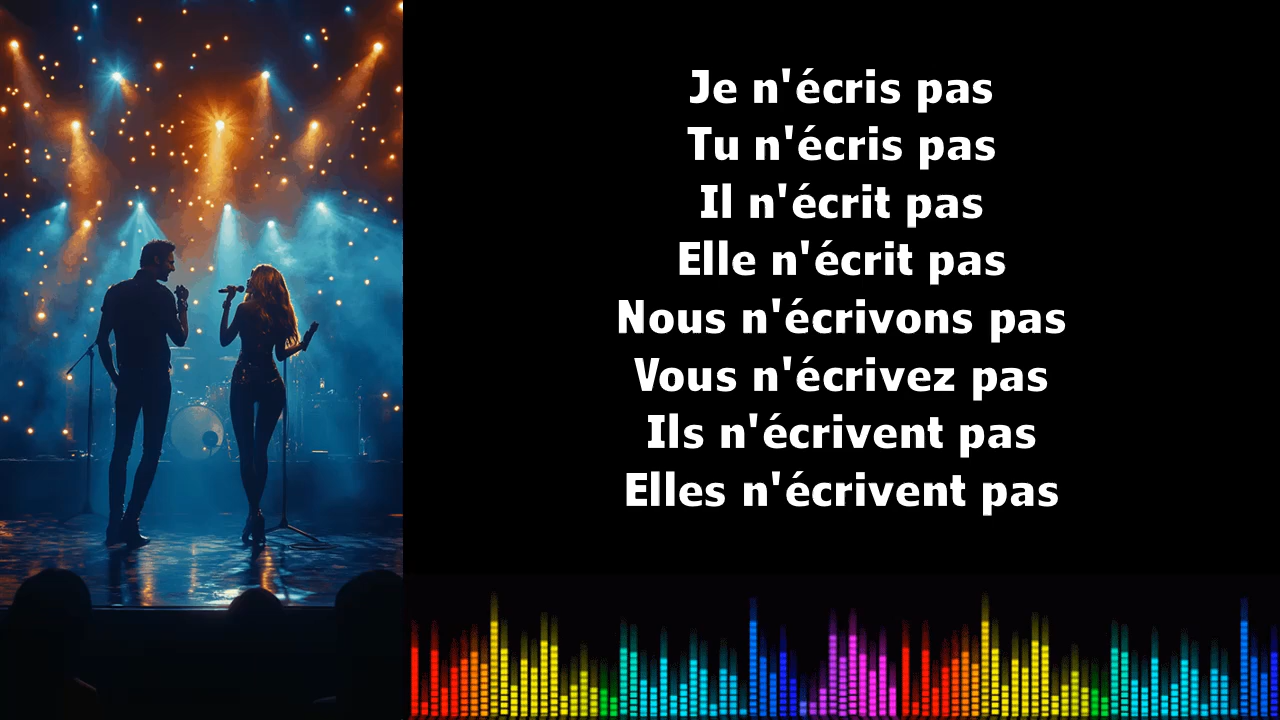 Je n'écris pas
Tu n'écris pas
Il n'écrit pas
Elle n'écrit pas
Nous n'écrivons pas
Vous n'écrivez pas
Ils n'écrivent pas
Elles n'écrivent pas